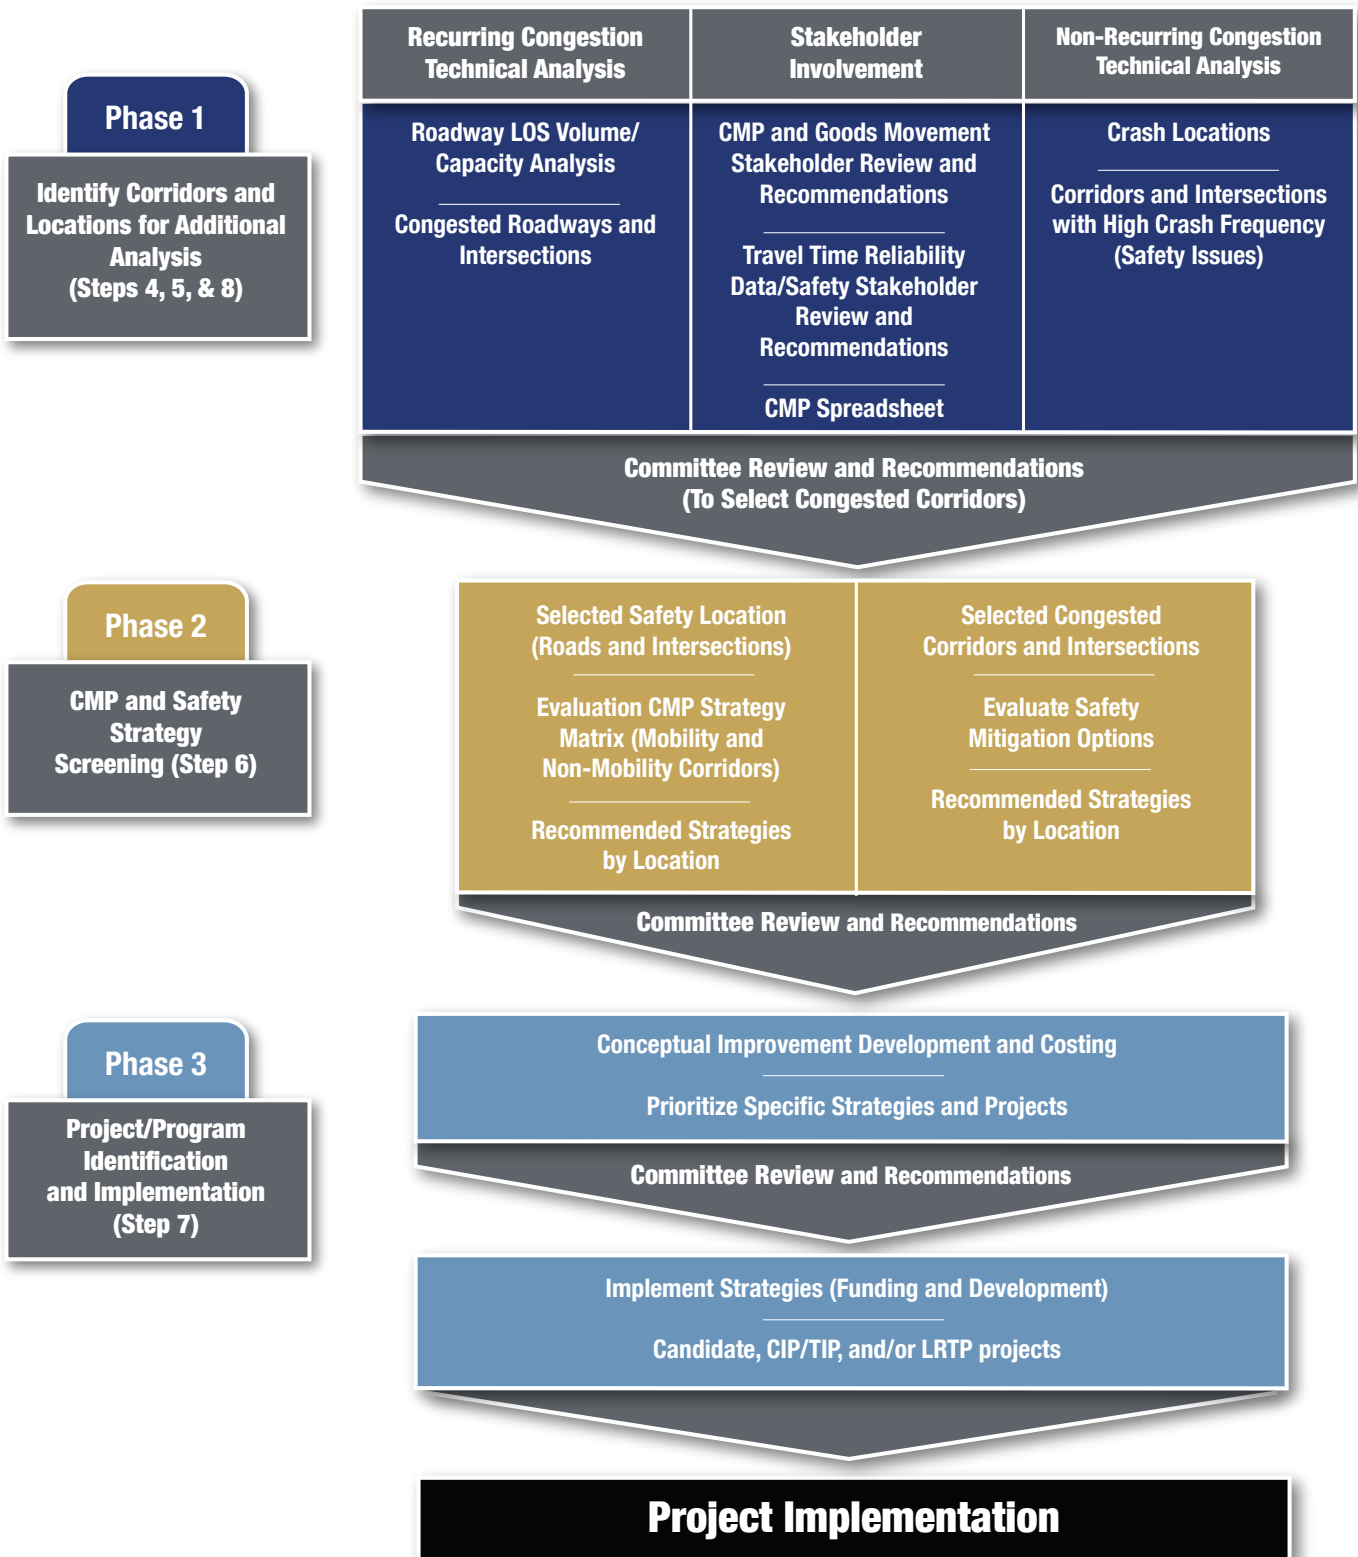 Phase 1
Identify Corridors and
Locations for Additional
Analysis
(Steps 4, 5, & 8)
Recurring Congestion
Technical Analysis
Roadway LOS Volume/
Capacity Analysis
Congested Roadways and
Intersections
Stakeholder
Involvement
CMP and Goods Movement
Stakeholder Review and
Recommendations
Travel Time Reliability
Data/Safety Stakeholder
Review and
Recommendations
CMP Spreadsheet
Non-Recurring Congestion
Technical Analysis
Crash Locations
Corridors and Intersections
with High Crash Frequency
(Safety Issues)
Committee Review and Recommendations
(To Select Congested Corridors)
Phase 2
CMP and Safety
Strategy
Screening (Step 6)
Selected Safety Location
(Roads and Intersections)
Evaluation CMP Strategy
Matrix (Mobility and
Non-Mobility Corridors)
Recommended Strategies
by Location
Selected Congested
Corridors and Intersections
Evaluate Safety
Mitigation Options
Recommended Strategies
by Location
Committee Review and Recommendations
Phase 3
Project/Program
Identification
and Implementation
(Step 7)
Conceptual Improvement Development and Costing
Prioritize Specific Strategies and Projects
Committee Review and Recommendations
Implement Strategies (Funding and Development)
Candidate, CIP/TIP, and/or LRTP projects
Project Implementation